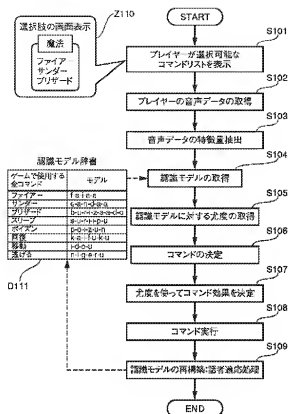 Z110
選択肢の画面表示
魔法
ファイアー
サンダー
ブリザード
START
S101
プレイヤーが選択可能な
コマンドリストを表示
S102
プレイヤーの音声データの取得
S103
音声データの特徴量抽出
S104
認識モデルの取得
S105
認識モデルに対する尤度の取得
S106
コマンドの決定
S107
尤度を使ってコマンド効果を決定
S108
コマンド実行
S109
認識モデルの再構築:話者適応処理
END
認識モデル辞書
ゲームで使用する
全コマンド
モデル
ファイアー
f-a-i-a-a
サンダー
s-a-n-d-a-a
ブリザード
b-u-r-i-z-a-a-d-o
スリープ
s-u-r-i-i-p-u
ポイズン
p-o-i-z-u-n
回復
k-a-i-f-u-k-u
移動
i-d-o-u
逃げる
n-i-g-e-r-u
D111